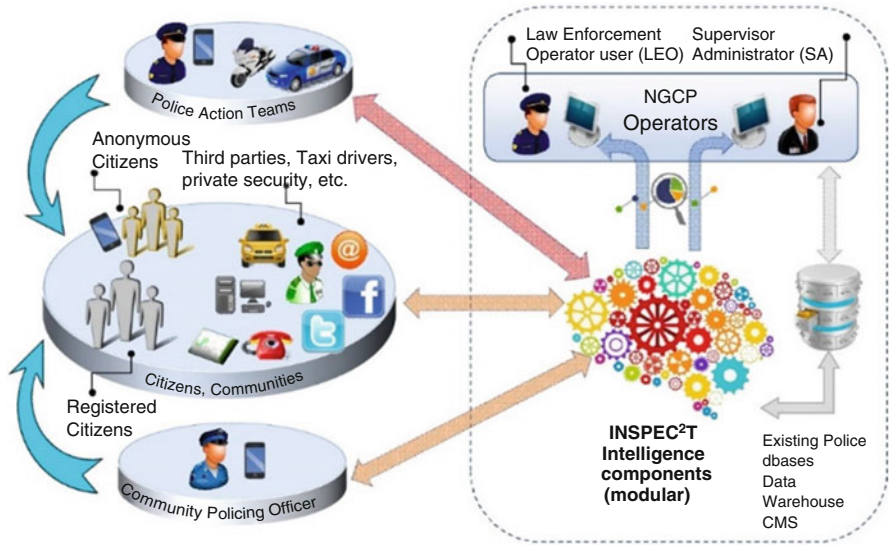 Police Action Teams
Anonymous
Citizens
Third parties, Taxi drivers,
private security, etc.
@
f
t
Citizens, Communities
Registered
Citizens
Community Policing Officer
Law Enforcement
Operator user (LEO)
Supervisor
Administrator (SA)
NGCP
Operators
INSPEC²T
Intelligence
components
(modular)
Existing Police
dbases
Data
Warehouse
CMS